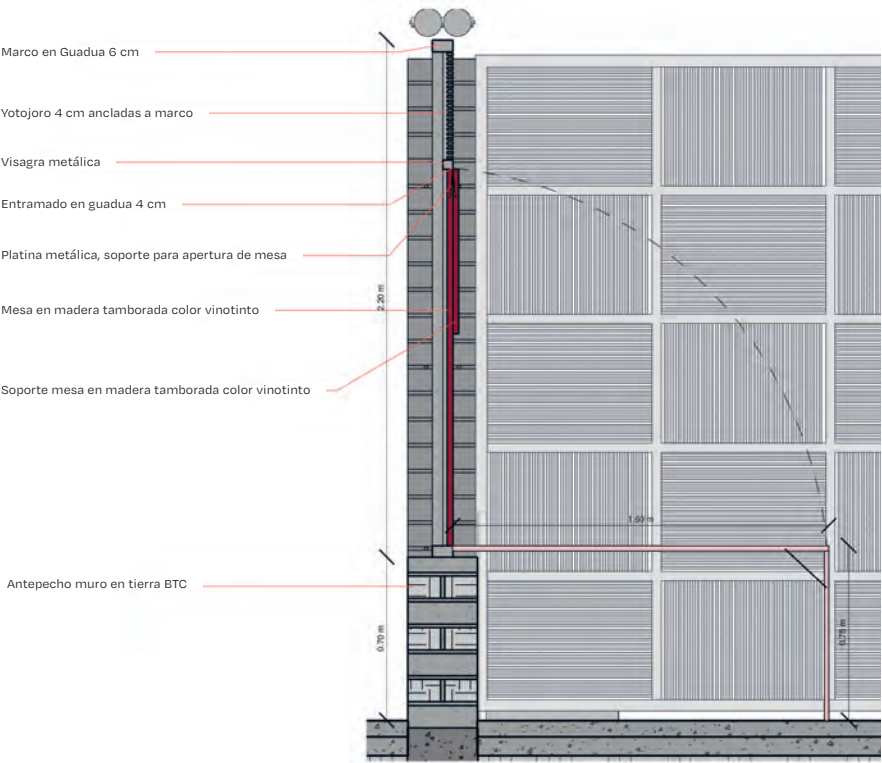 Marco en Guadua 6 cm
Yotojoro 4 cm ancladas a marco
Visagra metálica
Entramado en guadua 4 cm
Platina metálica, soporte para apertura de mesa
2.20 m
Mesa en madera tamborada color vinotinto
Soporte mesa en madera tamborada color vinotinto
1.60 m
Antepecho muro en tierra BTC
0.70 m
0.75 m